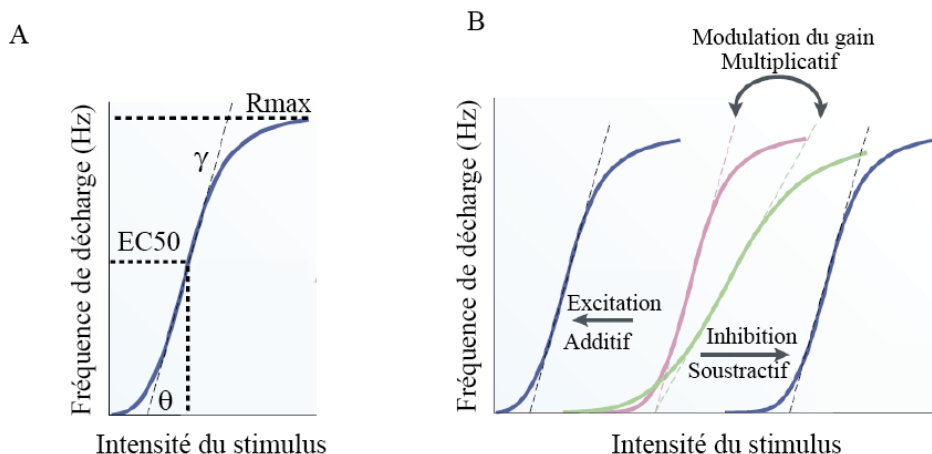 A
Fréquence de décharge (Hz)
Rmax
γ
EC50
θ
Intensité du stimulus
B
Modulation du gain
Multiplicatif
Fréquence de décharge (Hz)
Excitation
Additif
Inhibition
Soustractif
Intensité du stimulus